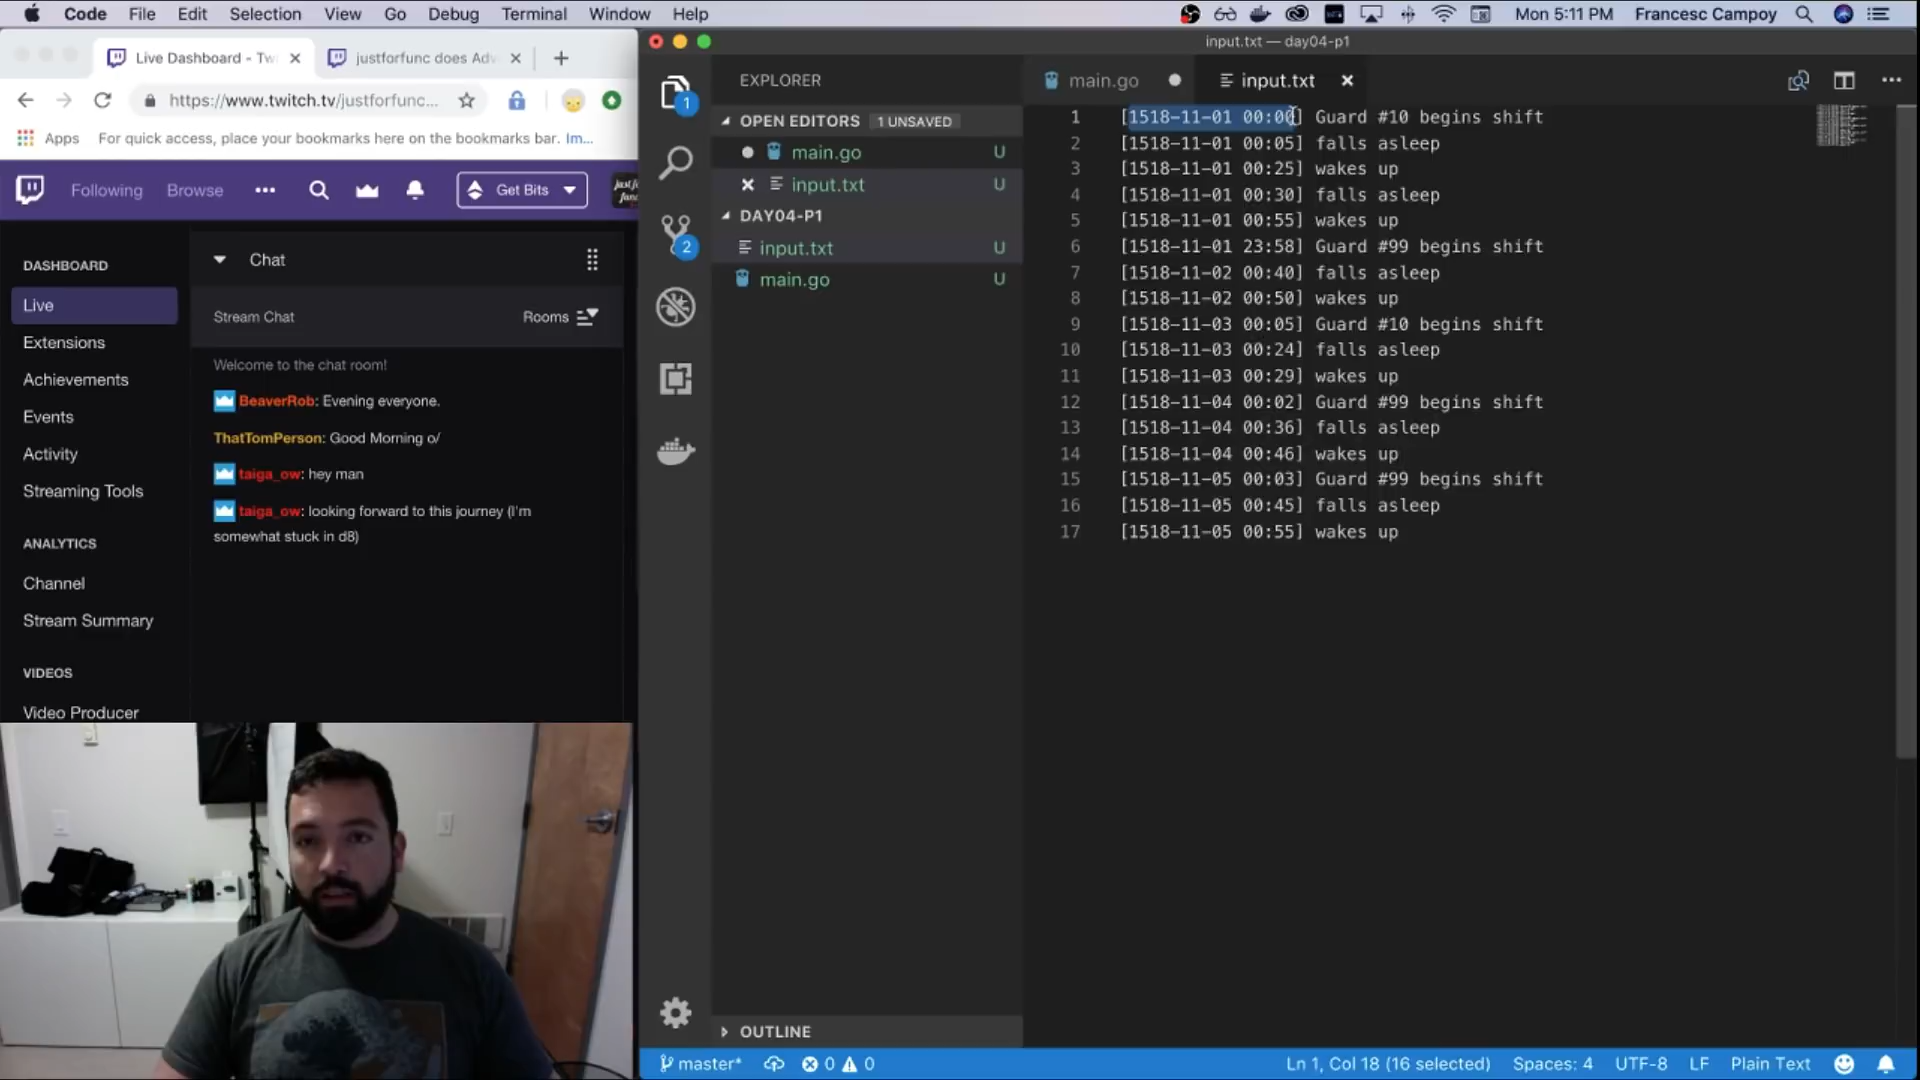 Code File Edit Selection View Go Debug Terminal Window Help Mon 5:11 PM Francesc Campoy
Live Dashboard - Tw
justforfunc does Adv
https://www.twitch.tv/justforfunc...
Apps For quick access, place your bookmarks here on the bookmarks bar. Im...
Following Browse Get Bits
DASHBOARD
Live
Extensions
Achievements
Events
Activity
Streaming Tools
ANALYTICS
Channel
Stream Summary
VIDEOS
Video Producer
Chat
Stream Chat Rooms
Welcome to the chat room!
BeaverRob: Evening everyone.
ThatTomPerson: Good Morning o/
taiga_ow: hey man
taiga_ow: looking forward to this journey (I'm
somewhat stuck in d8)
input.txt — day04-p1
1
2
EXPLORER
OPEN EDITORS 1 UNSAVED
main.go U
input.txt U
DAY04-P1
input.txt U
main.go U
OUTLINE
main.go input.txt
1 [1518-11-01 00:00] Guard #10 begins shift
2 [1518-11-01 00:05] falls asleep
3 [1518-11-01 00:25] wakes up
4 [1518-11-01 00:30] falls asleep
5 [1518-11-01 00:55] wakes up
6 [1518-11-01 23:58] Guard #99 begins shift
7 [1518-11-02 00:40] falls asleep
8 [1518-11-02 00:50] wakes up
9 [1518-11-03 00:05] Guard #10 begins shift
10 [1518-11-03 00:24] falls asleep
11 [1518-11-03 00:29] wakes up
12 [1518-11-04 00:02] Guard #99 begins shift
13 [1518-11-04 00:36] falls asleep
14 [1518-11-04 00:46] wakes up
15 [1518-11-05 00:03] Guard #99 begins shift
16 [1518-11-05 00:45] falls asleep
17 [1518-11-05 00:55] wakes up
master* 0 0 Ln 1, Col 18 (16 selected) Spaces: 4 UTF-8 LF Plain Text